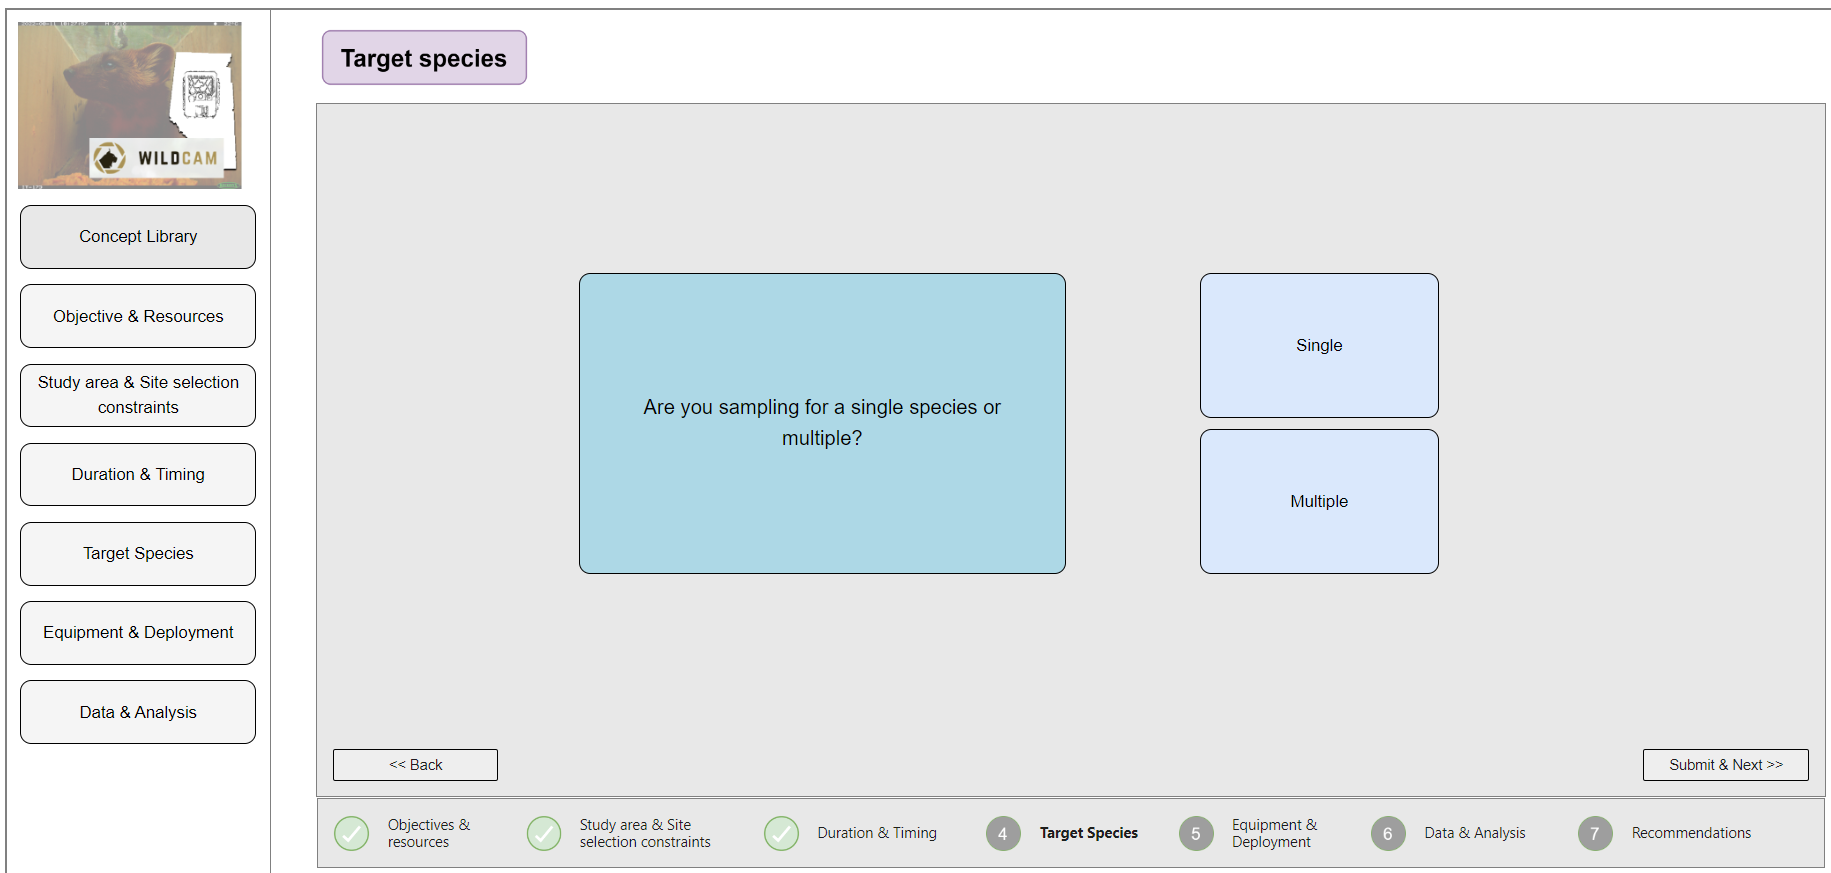 WILDCAM
Concept Library
Objective & Resources
Study area & Site selection
constraints
Duration & Timing
Target Species
Equipment & Deployment
Data & Analysis
Target species
Are you sampling for a single species or
multiple?
Single
Multiple
<< Back
Submit & Next >>
Objectives &
resources
Study area & Site
selection constraints
Duration & Timing
4
Target Species
5
Equipment &
Deployment
6
Data & Analysis
7
Recommendations